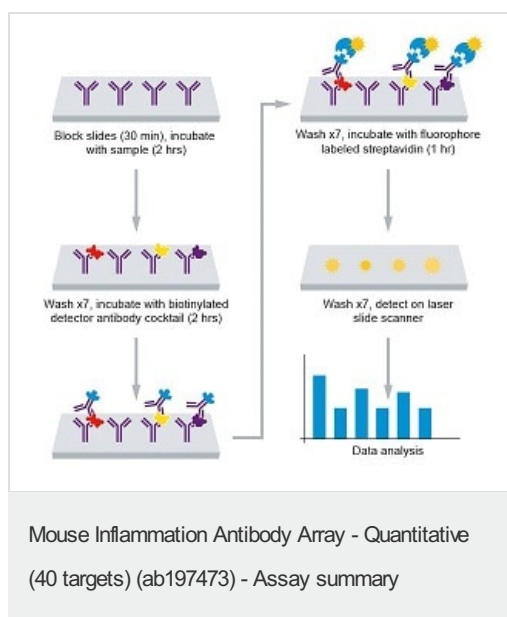 Block slides (30 min), incubate
with sample (2 hrs)
Wash x7, incubate with biotinylated
detector antibody cocktail (2 hrs)
Wash x7, incubate with fluorophore
labeled streptavidin (1 hr)
Wash x7, detect on laser
slide scanner
Data analysis
Mouse Inflammation Antibody Array - Quantitative
(40 targets) (ab197473) - Assay summary